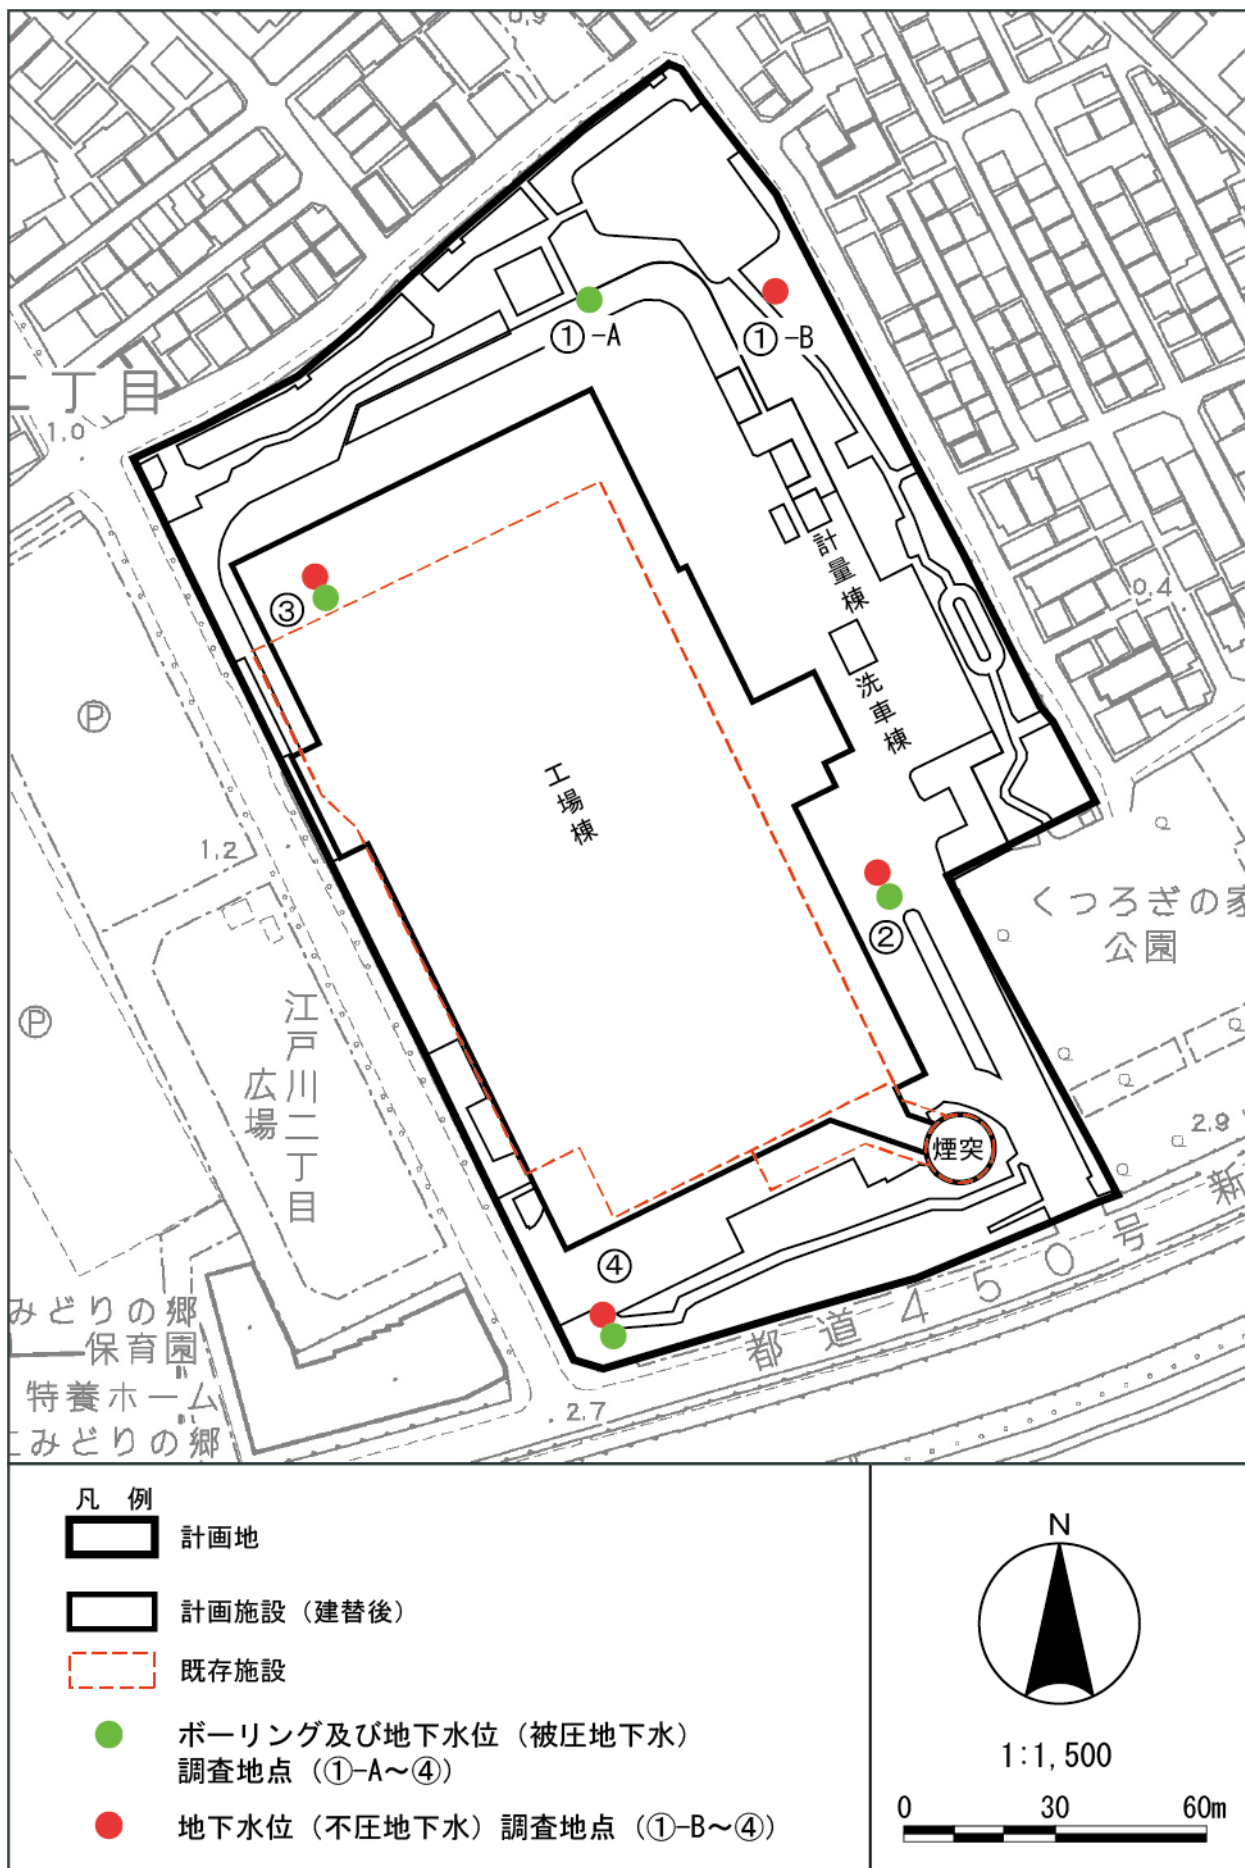 0.9
二丁目
1.0
①-A
①-B
計量棟
0.4
③
洗車棟
Ⓟ
工場棟
1.2
②
くつろぎの家
公園
Ⓟ
江戸川二丁目
広場
煙突
2.9
新
④
都道450号
みどりの郷
保育園
特養ホーム
みどりの郷
2.7
凡 例
計画地
計画施設（建替後）
既存施設
ボーリング及び地下水位（被圧地下水）
調査地点（①-A～④）
地下水位（不圧地下水）調査地点（①-B～④）
N
1:1,500
0 30 60m